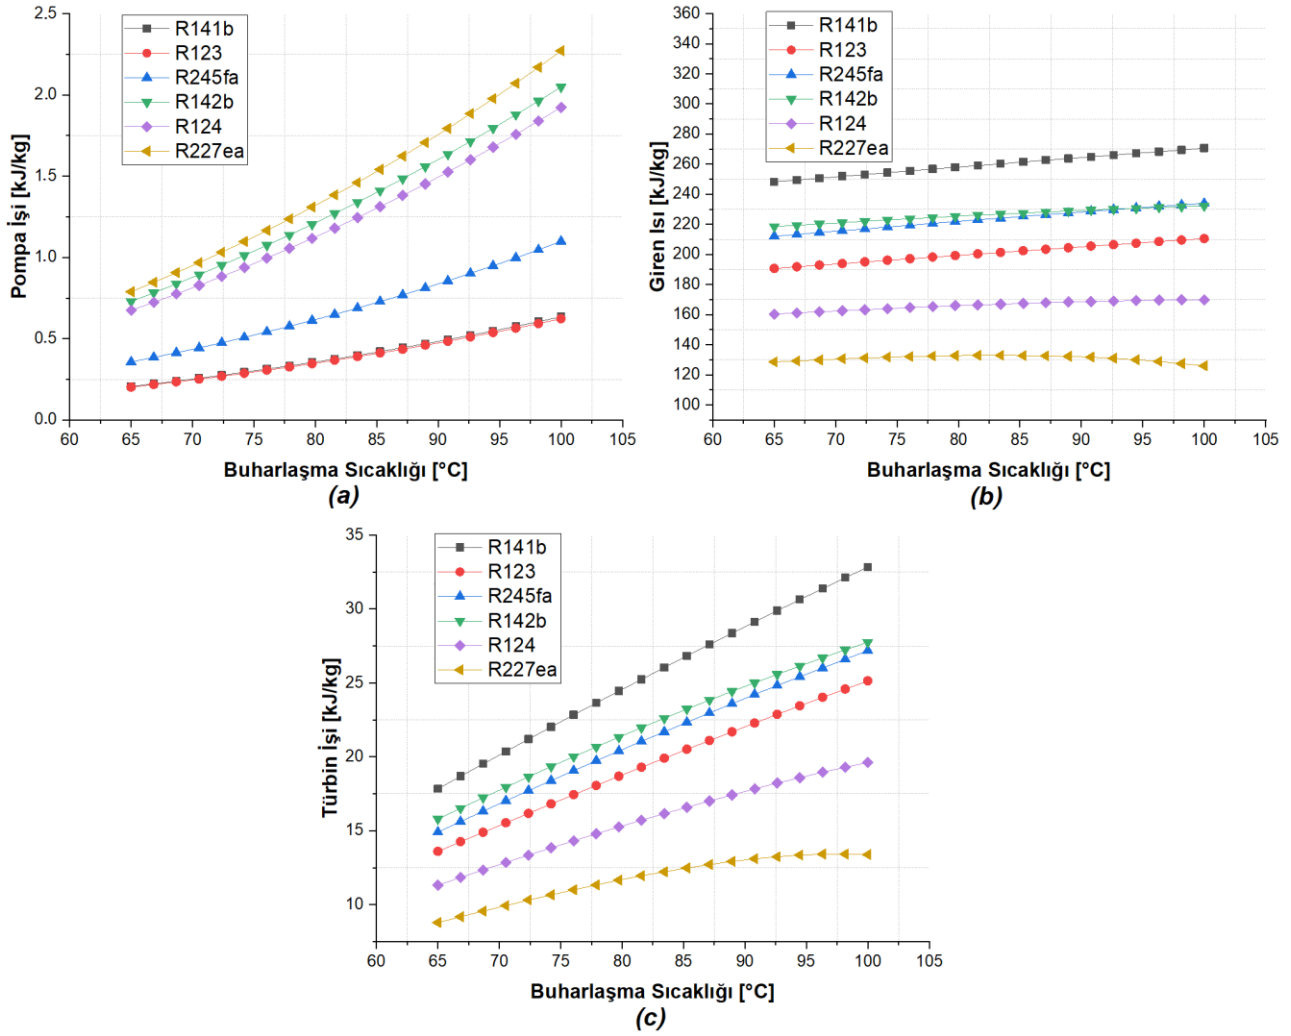 2.5
2.0
1.5
1.0
0.5
0.0
Pompa İşi [kJ/kg]
R141b
R123
R245fa
R142b
R124
R227ea
60 65 70 75 80 85 90 95 100 105
Buharlaşma Sıcaklığı [°C]
(a)
360
340
320
300
280
260
240
220
200
180
160
140
120
100
Giren Isı [kJ/kg]
R141b
R123
R245fa
R142b
R124
R227ea
60 65 70 75 80 85 90 95 100 105
Buharlaşma Sıcaklığı [°C]
(b)
35
30
25
20
15
10
Türbin İşi [kJ/kg]
R141b
R123
R245fa
R142b
R124
R227ea
60 65 70 75 80 85 90 95 100 105
Buharlaşma Sıcaklığı [°C]
(c)